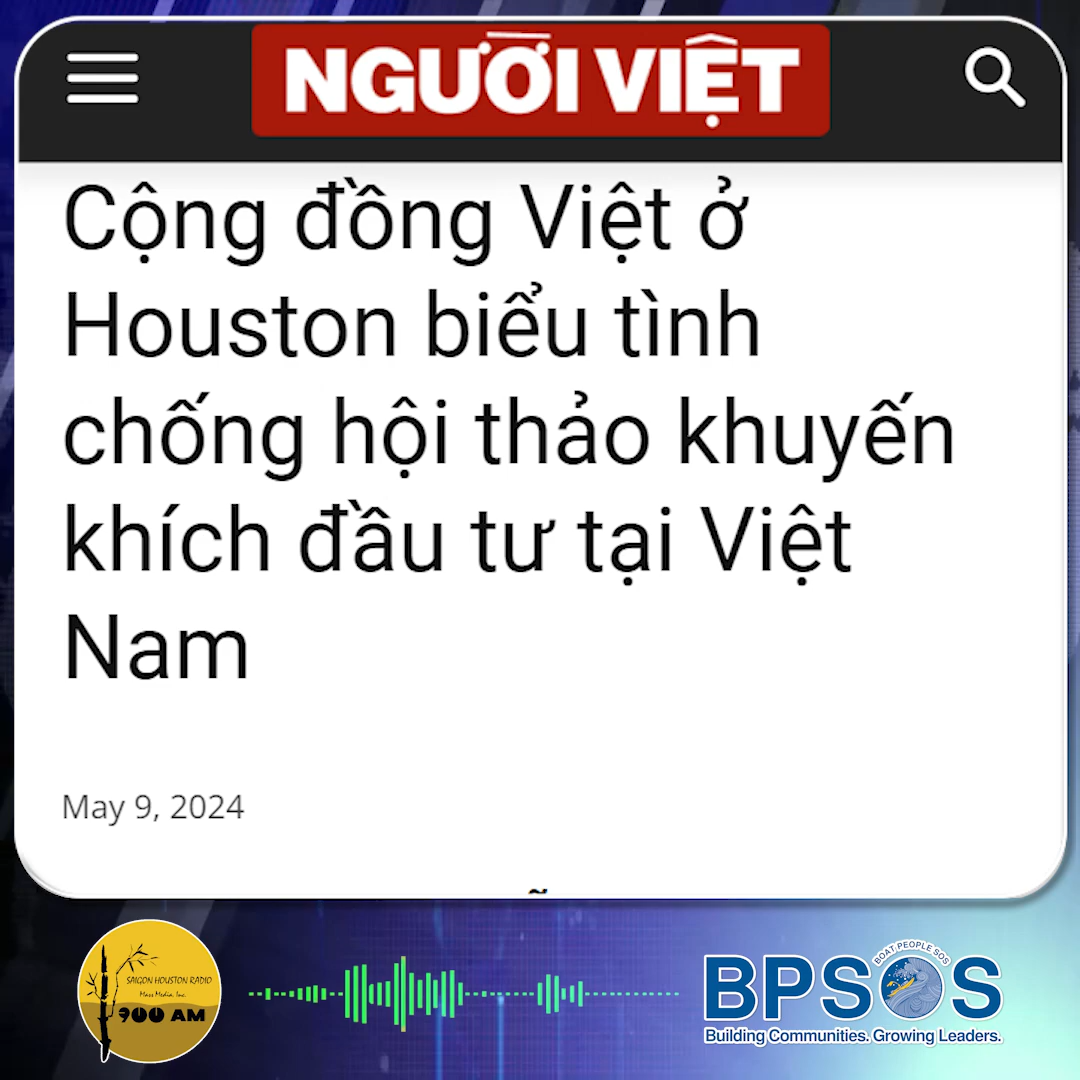 NGƯỜI VIỆT
Cộng đồng Việt ở
Houston biểu tình
chống hội thảo khuyến
khích đầu tư tại Việt
Nam
May 9, 2024
SAIGON HOUSTON RADIO
Mass Media, Inc.
900 AM
BOAT PEOPLE SOS
BPSOS
Building Communities. Growing Leaders.